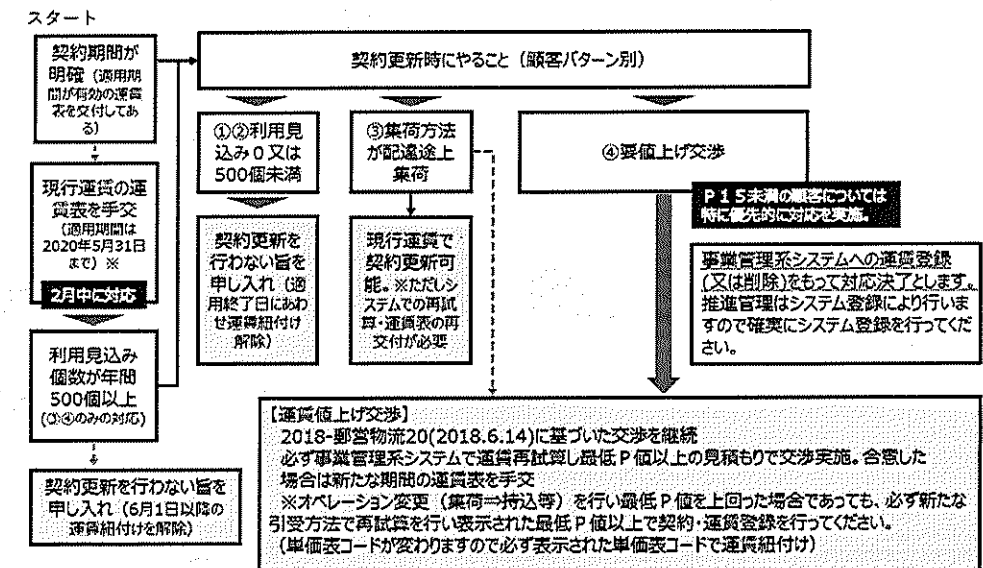 スタート
契約期間が
明確（適用期
間が有効の運賃
表を交付してあ
る）
現行運賃の運
賃表を手交
（適用期間は
2020年5月31日
まで）※
2月中に対応
利用見込み
個数が年間
500個以上
(③④のみの対応)
契約更新を行わない旨を
申し入れ（6月1日以降の
運賃紐付けを解除）
契約更新時にやること（顧客パターン別）
①②利用見
込み０又は
500個未満
契約更新を
行わない旨を
申し入れ（適
用終了日にあわ
せ運賃紐付け
解除）
③集荷方法
が配達途上
集荷
現行運賃で
契約更新可
能。※ただしシ
ステムでの再試
算・運賃表の再
交付が必要
④要値上げ交渉
Ｐ１５未満の顧客については
特に優先的に対応を実施。
事業管理系システムへの運賃登録
(又は削除)をもって対応完了とします。
推進管理はシステム登録により行いま
すので確実にシステム登録を行ってくだ
さい。
【運賃値上げ交渉】
2018-郵営物流20(2018.6.14)に基づいた交渉を継続
必ず事業管理系システムで運賃再試算し最低Ｐ値以上の見積もりで交渉実施。合意した
場合は新たな期間の運賃表を手交
※オペレーション変更（集荷⇒持込等）を行い最低Ｐ値を上回った場合であっても、必ず新たな
引受方法で再試算を行い表示された最低Ｐ値以上で契約・運賃登録を行ってください。
（単価表コードが変わりますので必ず表示された単価表コードで運賃紐付け）